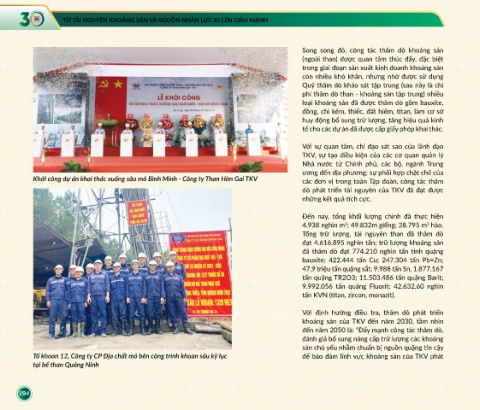 30
TỪ TÀI NGUYÊN KHOÁNG SẢN VÀ NGUỒN NHÂN LỰC ĐI LÊN GIÀU MẠNH
LỄ KHỞI CÔNG
Khởi công dự án khai thác xuống sâu mỏ Bình Minh - Công ty Than Hòn Gai TKV
Tổ khoan 12, Công ty CP Địa chất mỏ bên công trình khoan sâu kỷ lục
tại bể than Quảng Ninh
Song song đó, công tác thăm dò khoáng sản
(ngoài than) được quan tâm thúc đẩy, đặc biệt
trong giai đoạn sản xuất kinh doanh khoáng sản
còn nhiều khó khăn, nhưng nhờ được sử dụng
Quỹ thăm dò khảo sát tập trung (sau này là chi
phí thăm dò than - khoáng sản tập trung) nhiều
loại khoáng sản đã được thăm dò gồm bauxite,
đồng, chì kẽm, thiếc, đất hiếm, titan, làm cơ sở
huy động bổ sung trữ lượng, tăng hiệu quả kinh
tế cho các dự án đã được cấp giấy phép khai thác.
Với sự quan tâm, chỉ đạo sát sao của lãnh đạo
TKV, sự tạo điều kiện của các cơ quan quản lý
Nhà nước từ Chính phủ, các bộ, ngành Trung
ương đến địa phương; sự phối hợp chặt chẽ của
các đơn vị trong toàn Tập đoàn, công tác thăm
dò phát triển tài nguyên của TKV đã đạt được
những kết quả tích cực.
Đến nay, tổng khối lượng chính đã thực hiện
4.938 nghìn m³; 49.832m giếng; 28.795 m³ hào.
Tổng trữ lượng, tài nguyên than đã thăm dò
đạt 4.616.895 nghìn tấn; trữ lượng khoáng sản
đã thăm dò đạt 774.210 nghìn tấn tinh quặng
bauxite; 422.444 tấn Cu; 247.304 tấn Pb+Zn;
47,9 triệu tấn quặng sắt; 9.988 tấn Sn, 1.877.167
tấn quặng TR2O3; 11.503.486 tấn quặng Barit;
9.992.056 tấn quặng Fluorit; 42.632,60 nghìn
tấn KVN (titan, zircon, monazit).
Với định hướng điều tra, thăm dò phát triển
khoáng sản của TKV đến năm 2030, tầm nhìn
đến năm 2050 là: "Đẩy mạnh công tác thăm dò,
đánh giá bổ sung nâng cấp trữ lượng các khoáng
sản chủ yếu nhằm chuẩn bị nguồn quặng tin cậy
để bảo đảm lĩnh vực khoáng sản của TKV phát
284